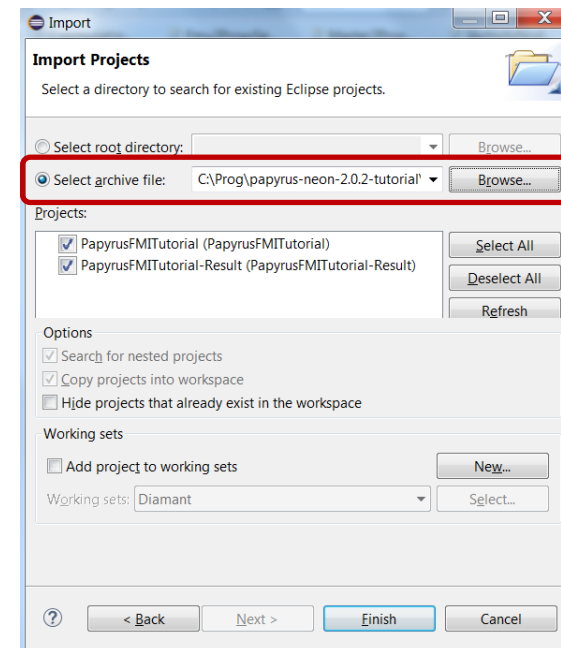 Import
Import Projects
Select a directory to search for existing Eclipse projects.
Select root directory: Browse...
Select archive file: C:\Prog\papyrus-neon-2.0.2-tutorial\ Browse...
Projects:
PapyrusFMITutorial (PapyrusFMITutorial) Select All
PapyrusFMITutorial-Result (PapyrusFMITutorial-Result)
Deselect All
Refresh
Options
Search for nested projects
Copy projects into workspace
Hide projects that already exist in the workspace
Working sets
Add project to working sets New...
Working sets: Diamant Select...
? < Back Next > Finish Cancel